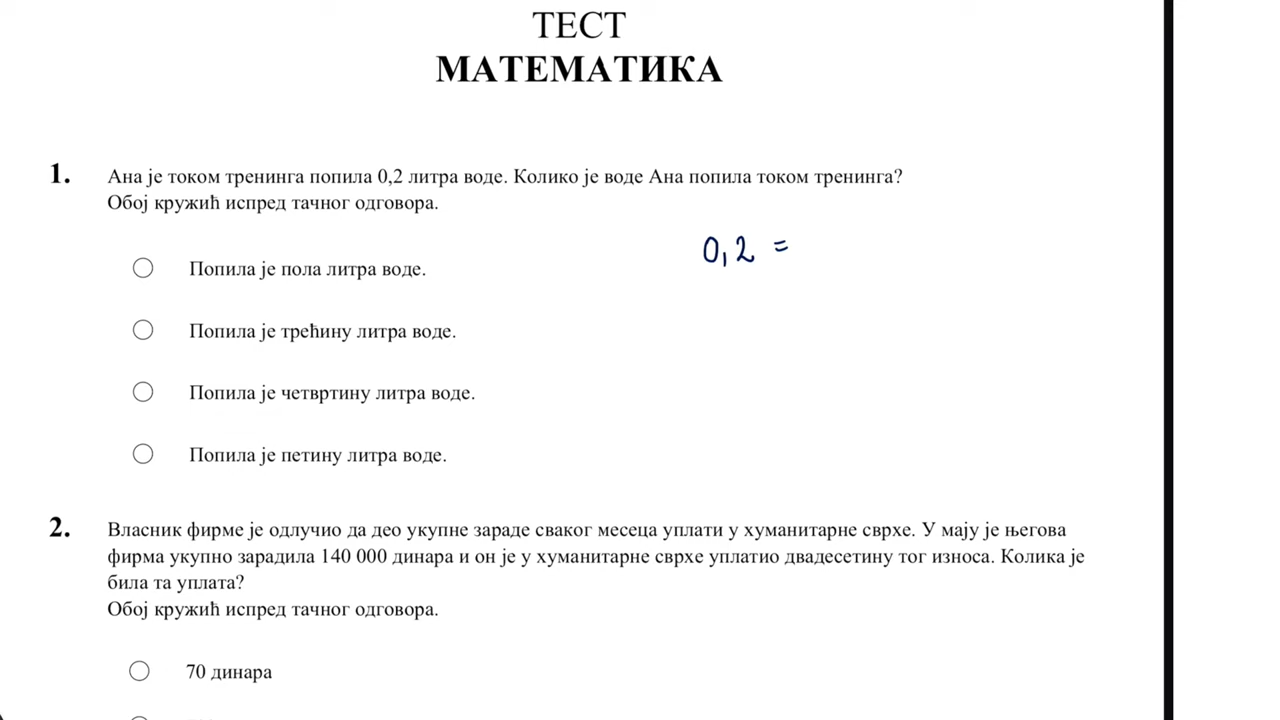 ТЕСТ
МАТЕМАТИКА
1. Ана је током тренинга попила 0,2 литра воде. Колико је воде Ана попила током тренинга?
Обој кружић испред тачног одговора.
0,2 =
Попила је пола литра воде.
Попила је трећину литра воде.
Попила је четвртину литра воде.
Попила је петину литра воде.
2. Власник фирме је одлучио да део укупне зараде сваког месеца уплати у хуманитарне сврхе. У мају је његова
фирма укупно зарадила 140 000 динара и он је у хуманитарне сврхе уплатио двадесетину тог износа. Колика је
била та уплата?
Обој кружић испред тачног одговора.
70 динара